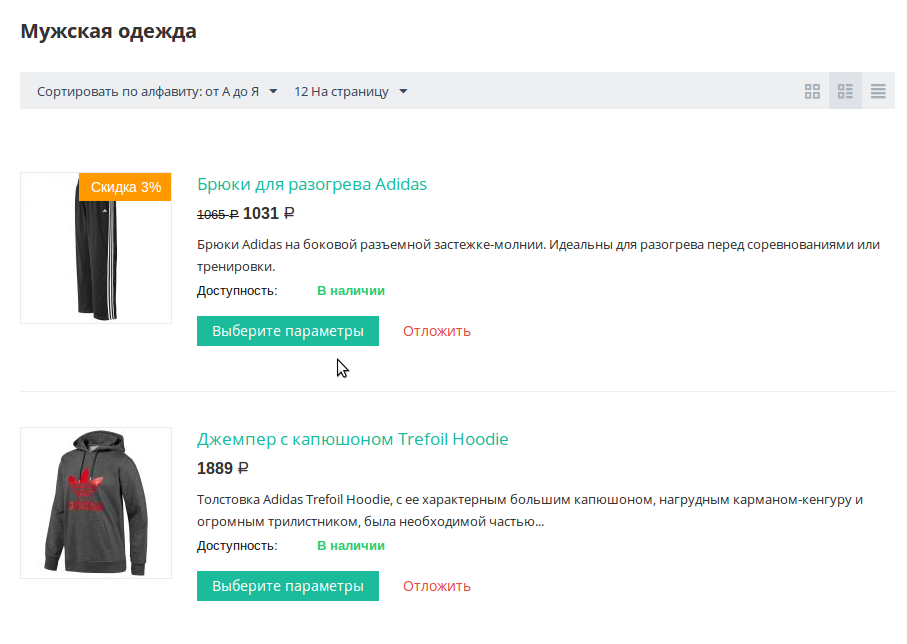 Мужская одежда
Сортировать по алфавиту: от А до Я 12 На страницу
Скидка 3%
Брюки для разогрева Adidas
1065 ₽ 1031 ₽
Брюки Adidas на боковой разъемной застежке-молнии. Идеальны для разогрева перед соревнованиями или
тренировки.
Доступность: В наличии
Выберите параметры Отложить
Джемпер с капюшоном Trefoil Hoodie
1889 ₽
Толстовка Adidas Trefoil Hoodie, с ее характерным большим капюшоном, нагрудным карманом-кенгуру и
огромным трилистником, была необходимой частью...
Доступность: В наличии
Выберите параметры Отложить